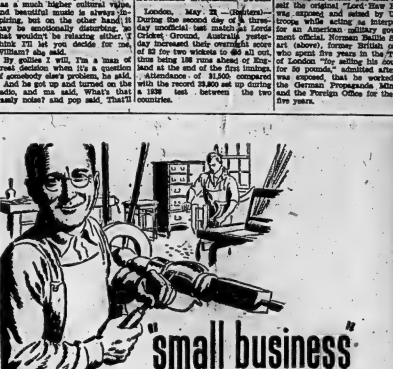 as a much higher cultural value
and beautiful music is always in-
spiring, but on the other hand, it
may be emotionally disturbing, so
that wouldn't be relaxing either. I
think I'll let you decide for me,
William? she said.
By gollies I will, I'm a man of
great decision when it's a question
of somebody else's problem, he said.
And he got up and turned on the
radio, and ma said, What's that
noise? and pop said, That'll
London, May (Reuters)—
During the second day of a three-
day unofficial test match at Lords
Cricket Ground, Australia yester-
day increased their overnight score
of 82 for two wickets to all out,
thus being 188 runs ahead of Eng-
land at the end of the first innings.
Attendance of 31,500 compared
with the record 33,800 set up during
a 1938 test between the two
countries.
self the original "Lord Haw
ing exposed and seized by
troops while acting as interp
for an American military gov
ment official, Norman Baillie
art (above), former British
who spent five years in the
of London "for selling his
for 50 pounds," admitted after
was exposed, that he worked
the German Propaganda Min
and the Foreign Office for the
five years.
"small business"